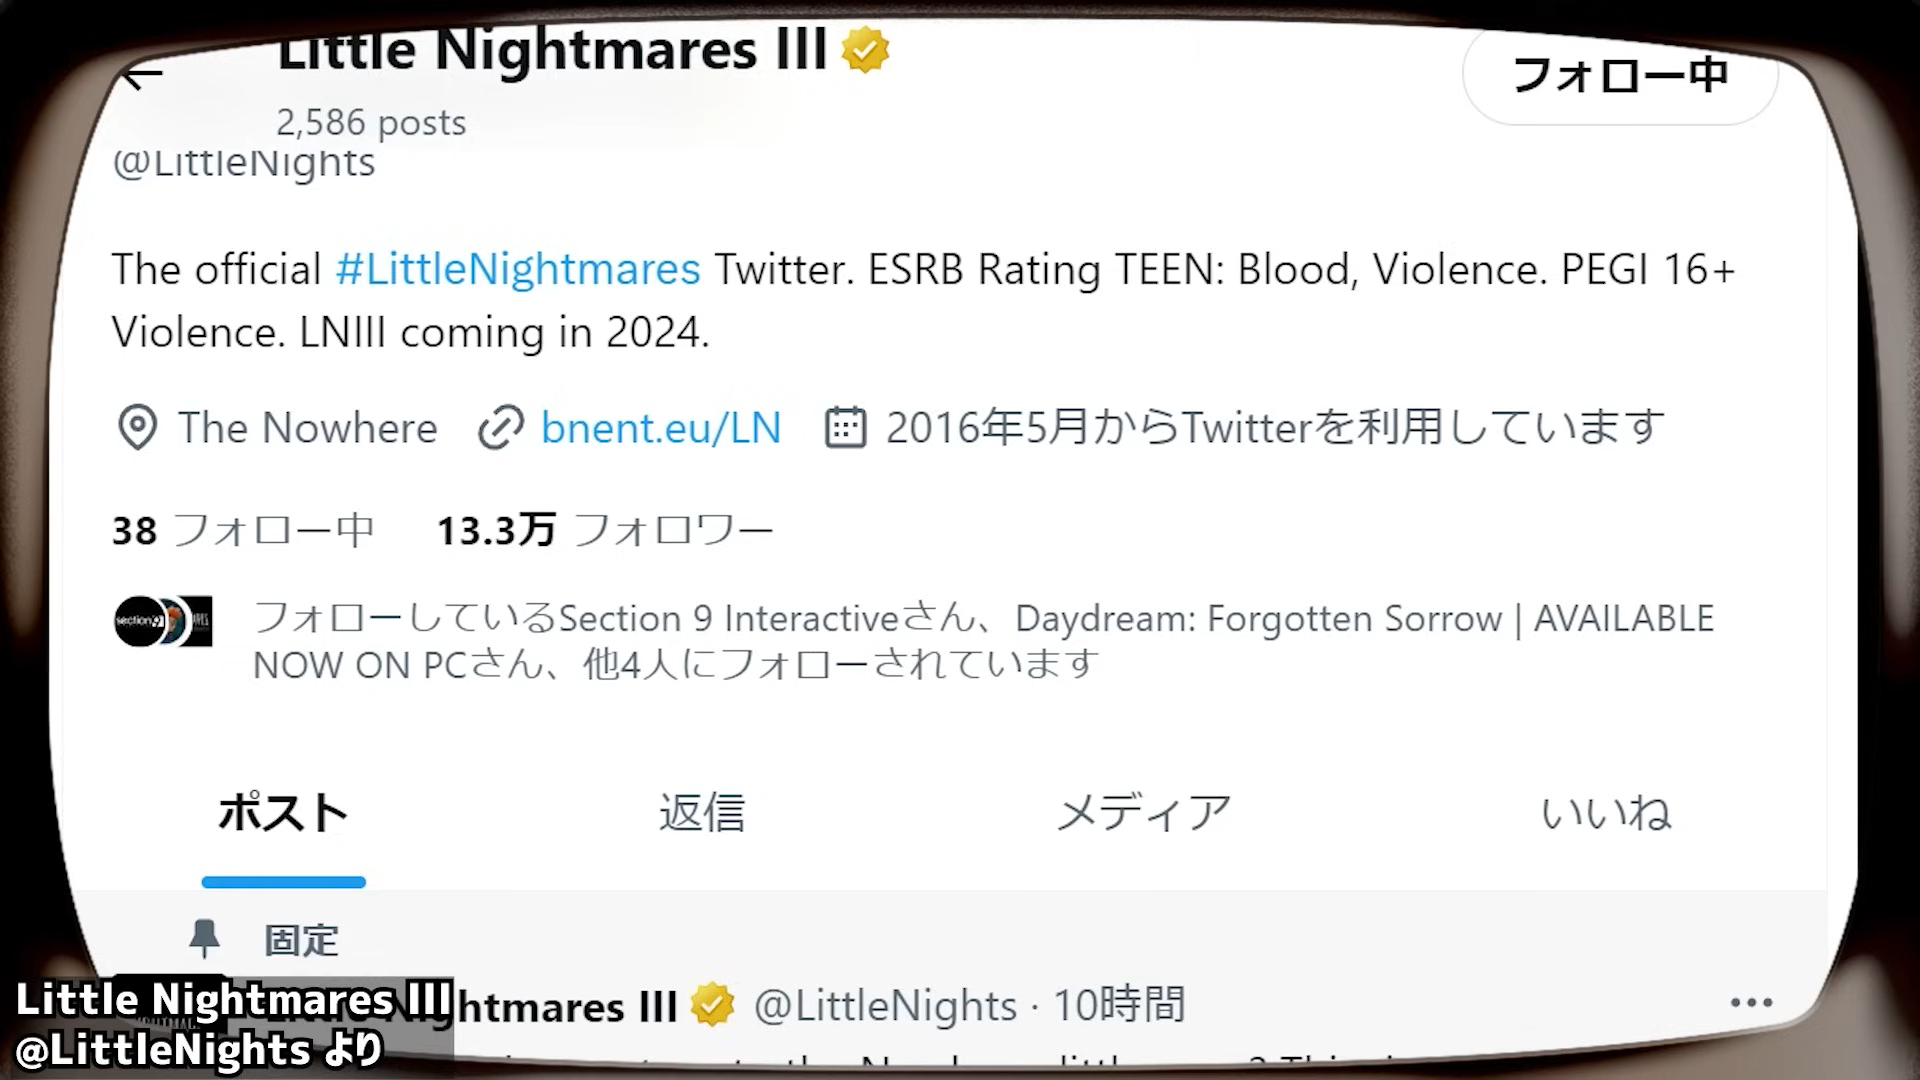 Little Nightmares III
フォロー中
2,586 posts
@LittleNights
The official #LittleNightmares Twitter. ESRB Rating TEEN: Blood, Violence. PEGI 16+
Violence. LNIII coming in 2024.
The Nowhere bnent.eu/LN 2016年5月からTwitterを利用しています
38 フォロー中 13.3万 フォロワー
section9
フォローしているSection 9 Interactiveさん、Daydream: Forgotten Sorrow | AVAILABLE
NOW ON PCさん、他4人にフォローされています
ポスト 返信 メディア いいね
固定
htmares III @LittleNights · 10時間
Little Nightmares III
@LittleNights より